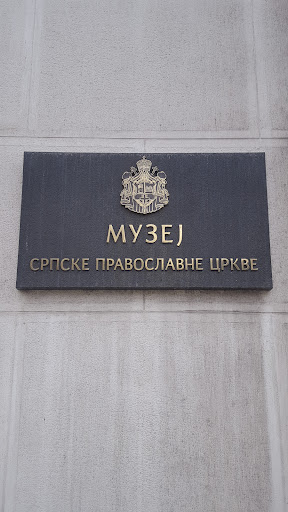 МУЗЕЈ
СРПСКЕ ПРАВОСЛАВНЕ ЦРКВЕ